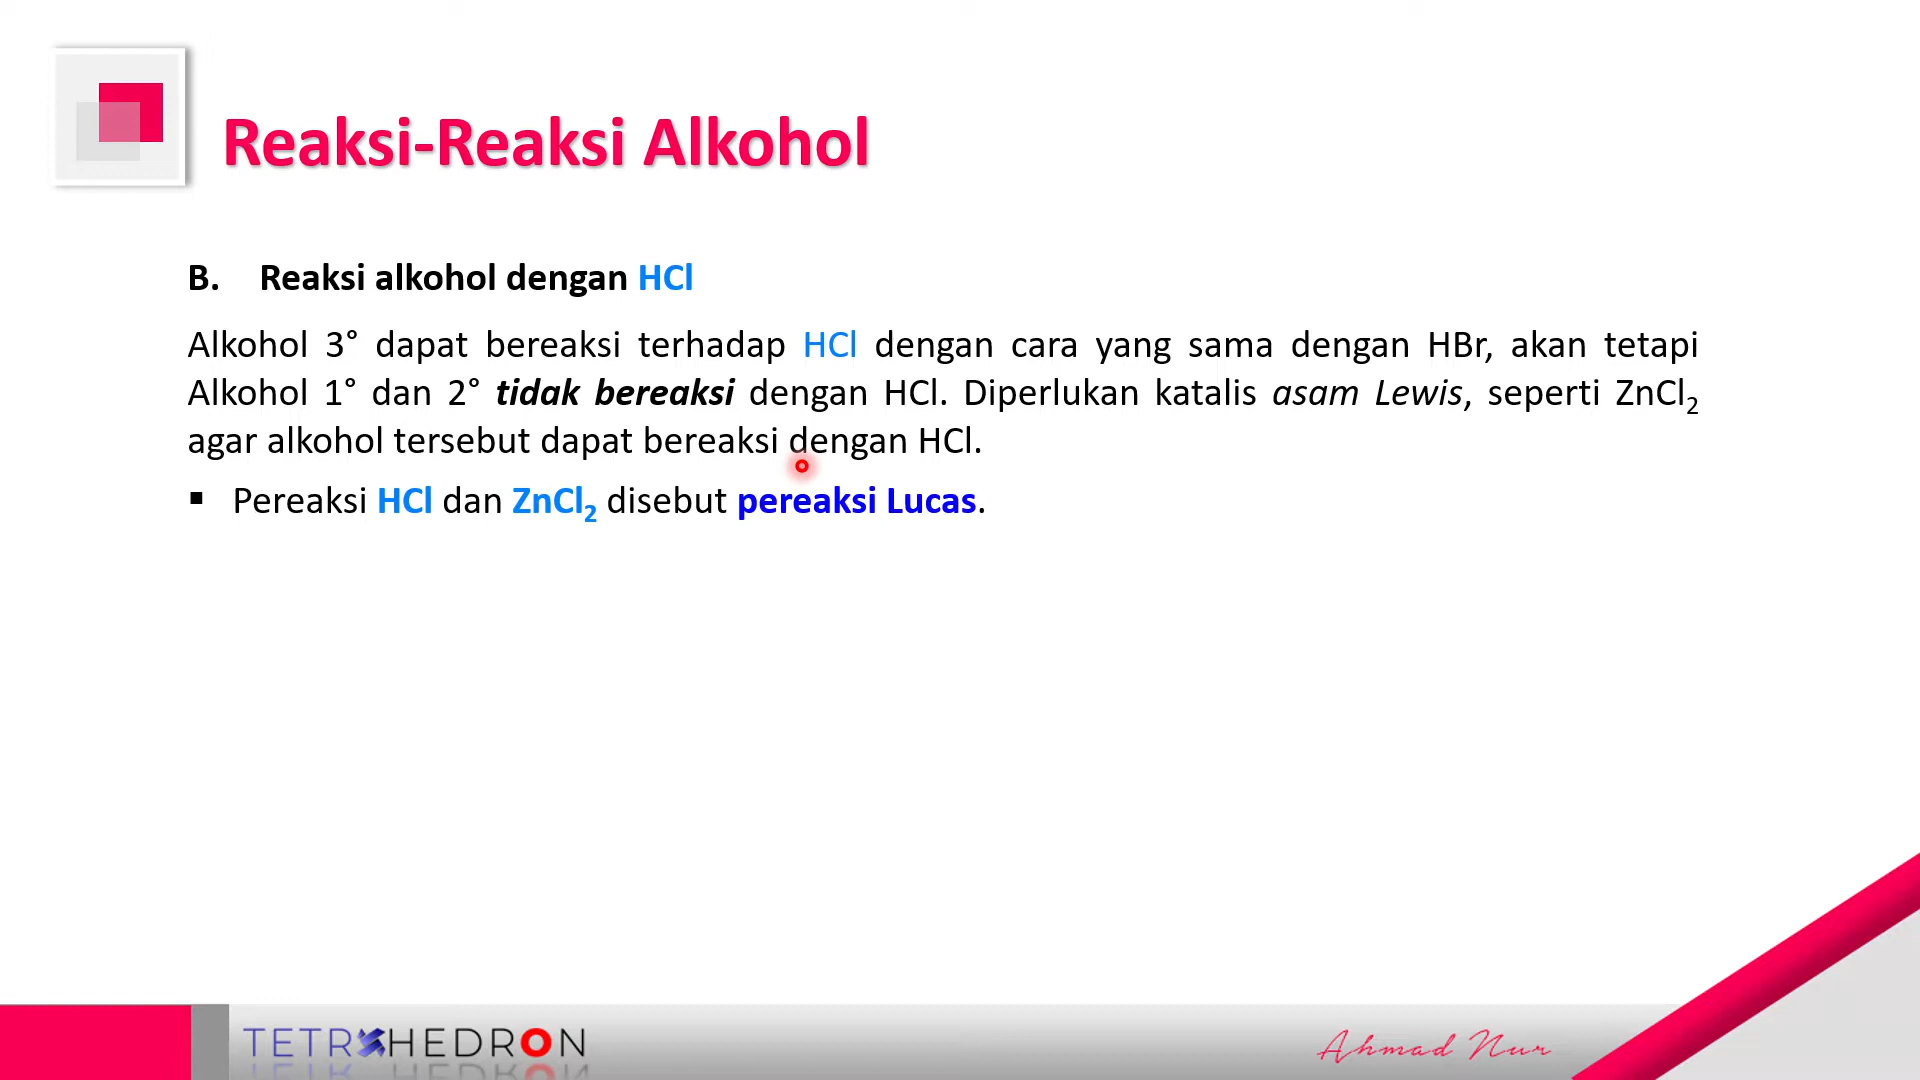 Reaksi-Reaksi Alkohol
B. Reaksi alkohol dengan HCl
Alkohol 3° dapat bereaksi terhadap HCl dengan cara yang sama dengan HBr, akan tetapi
Alkohol 1° dan 2° tidak bereaksi dengan HCl. Diperlukan katalis asam Lewis, seperti ZnCl₂
agar alkohol tersebut dapat bereaksi dengan HCl.
▪ Pereaksi HCl dan ZnCl₂ disebut pereaksi Lucas.
TETRAHEDRON
Ahmad Nur